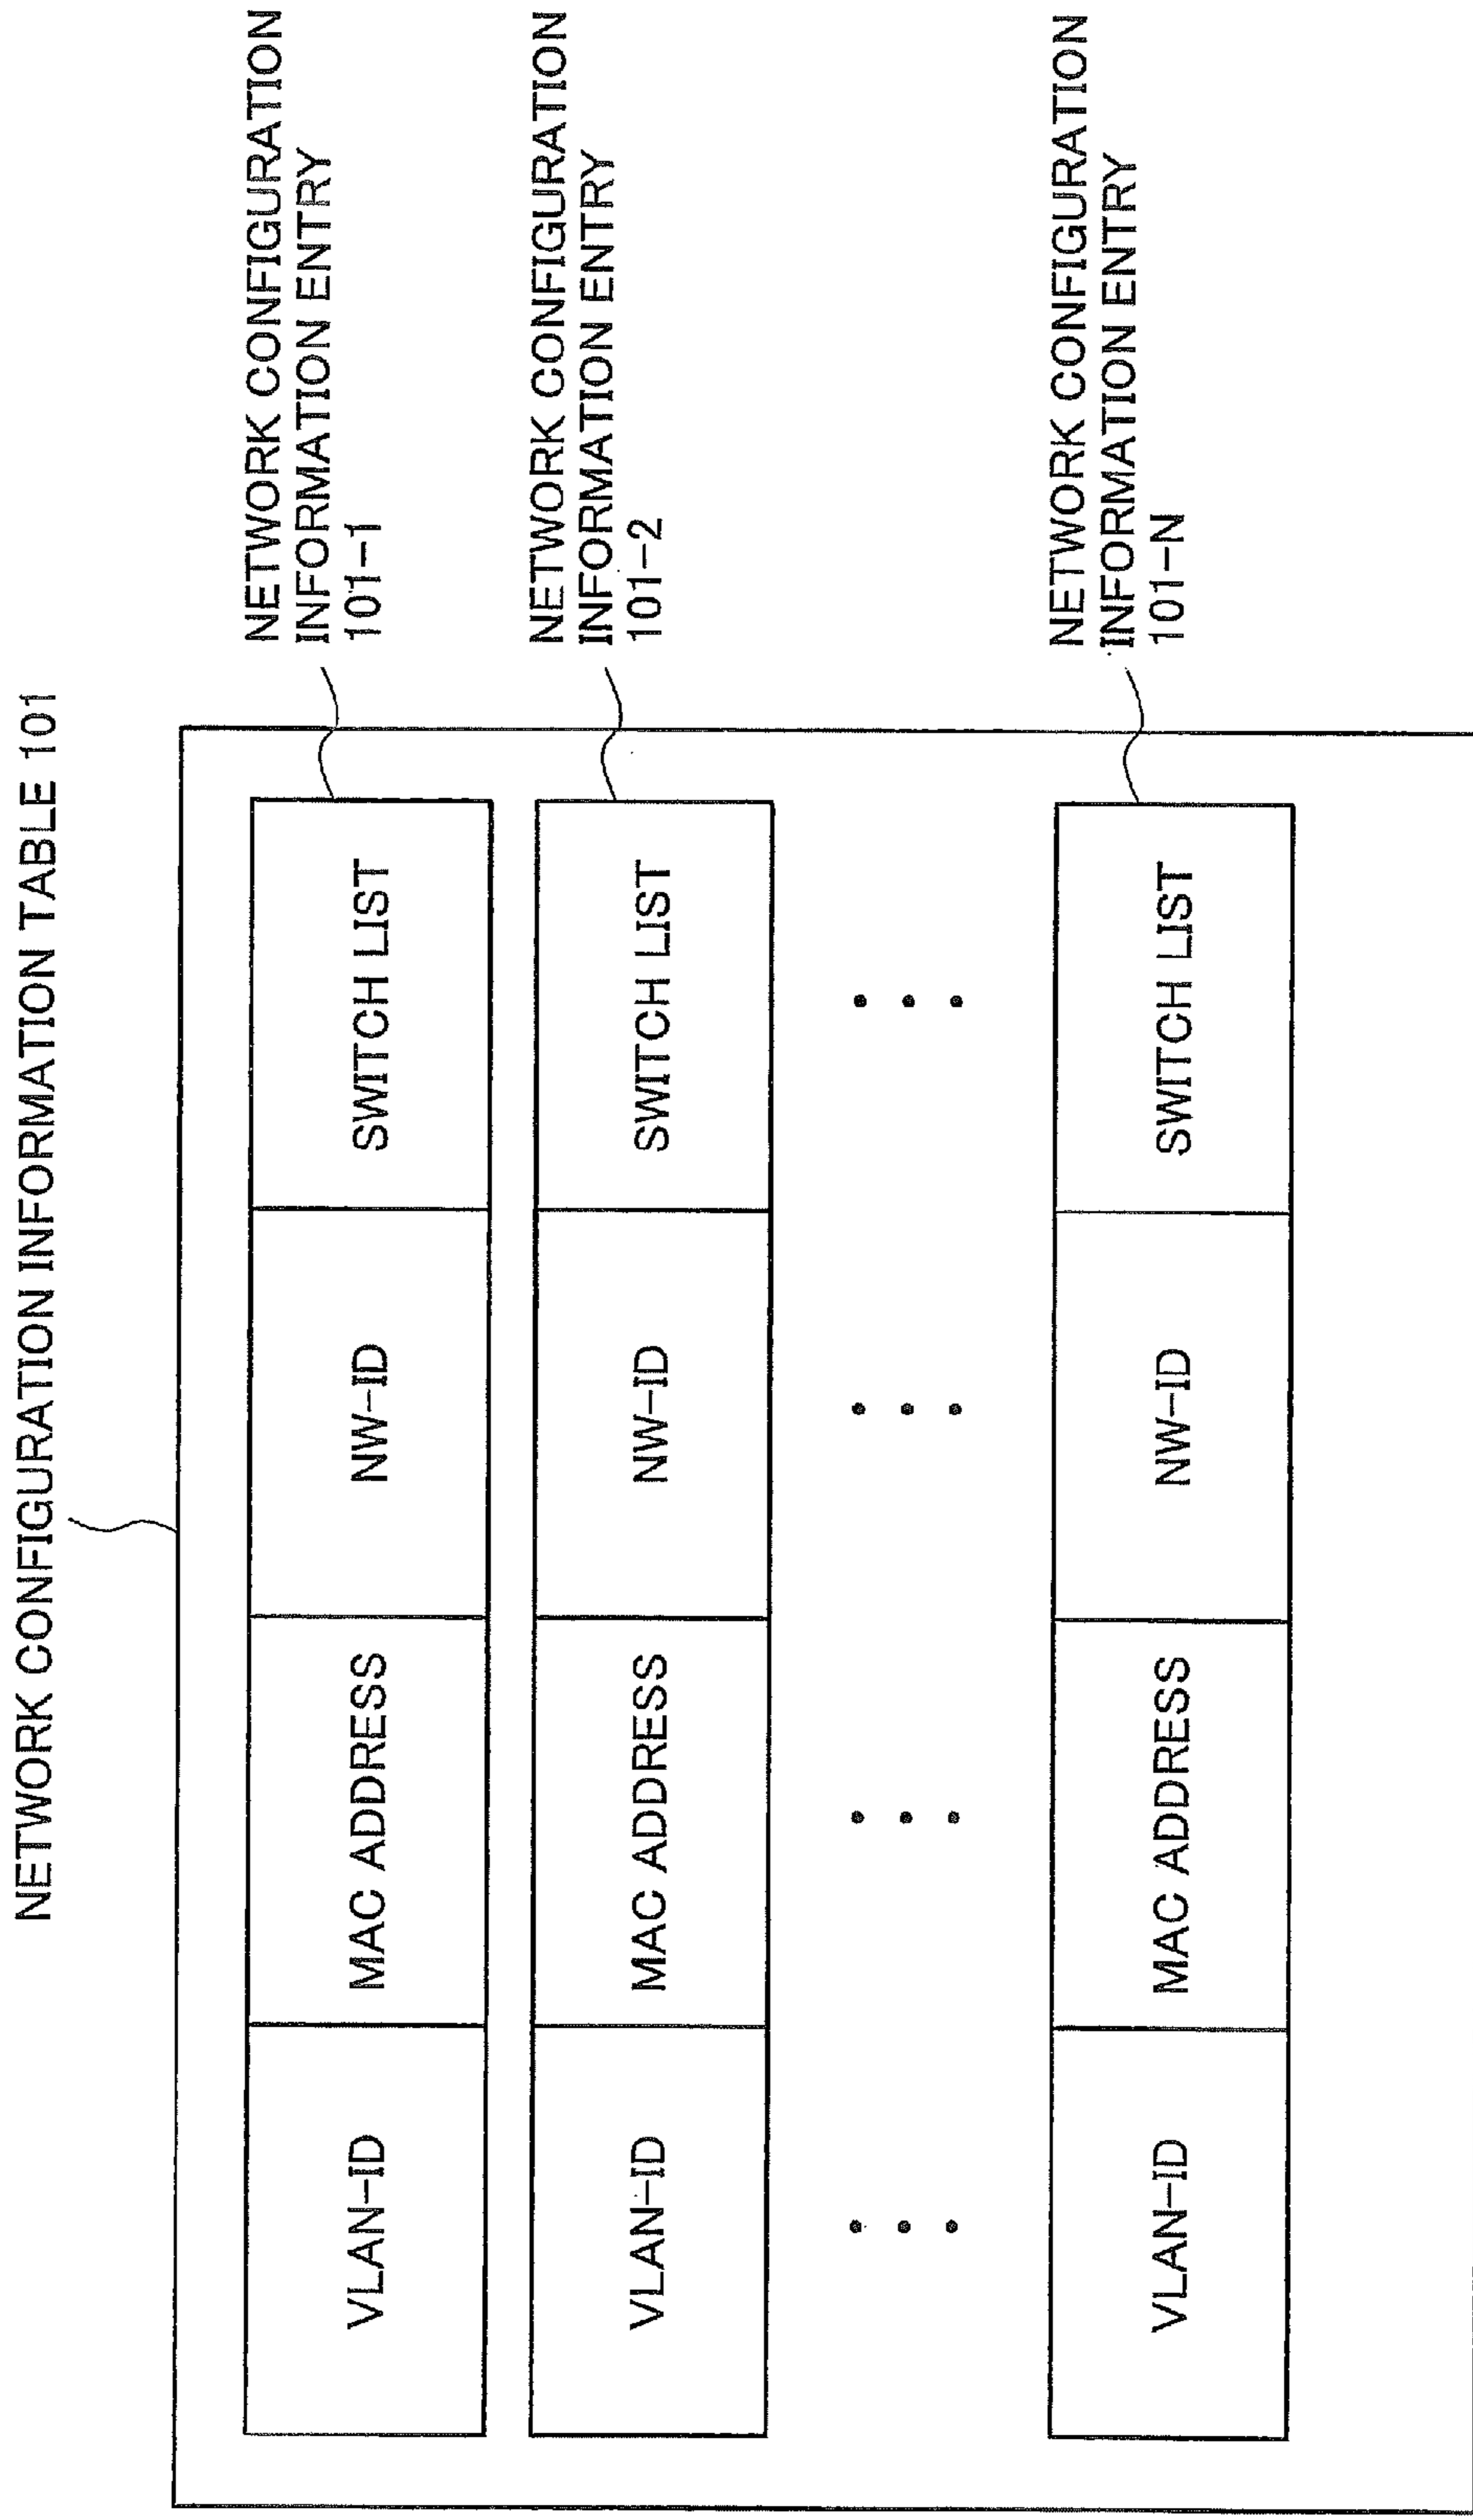 NETWORK CONFIGURATION INFORMATION TABLE 101
VLAN-ID MAC ADDRESS NW-ID SWITCH LIST
NETWORK CONFIGURATION
INFORMATION ENTRY
101-1
VLAN-ID MAC ADDRESS NW-ID SWITCH LIST
NETWORK CONFIGURATION
INFORMATION ENTRY
101-2
VLAN-ID MAC ADDRESS NW-ID SWITCH LIST
NETWORK CONFIGURATION
INFORMATION ENTRY
101-N